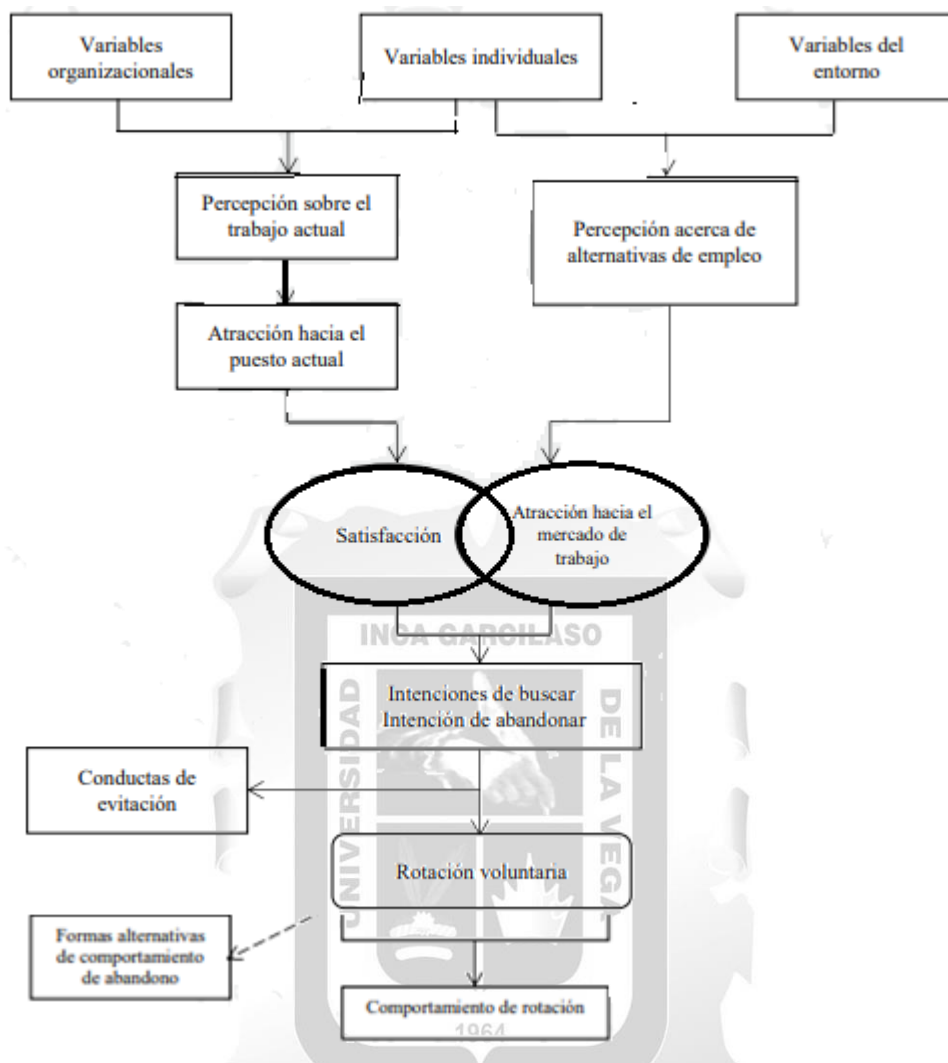 Variables
organizacionales
Variables individuales
Variables del
entorno
Percepción sobre el
trabajo actual
Percepción acerca de
alternativas de empleo
Atracción hacia el
puesto actual
Satisfacción
Atracción hacia el
mercado de
trabajo
INCA GARCILASO
UNIVERSIDAD
DE LA VEGA
Intenciones de buscar
Intención de abandonar
Conductas de
evitación
Rotación voluntaria
Formas alternativas
de comportamiento
de abandono
Comportamiento de rotación
1964